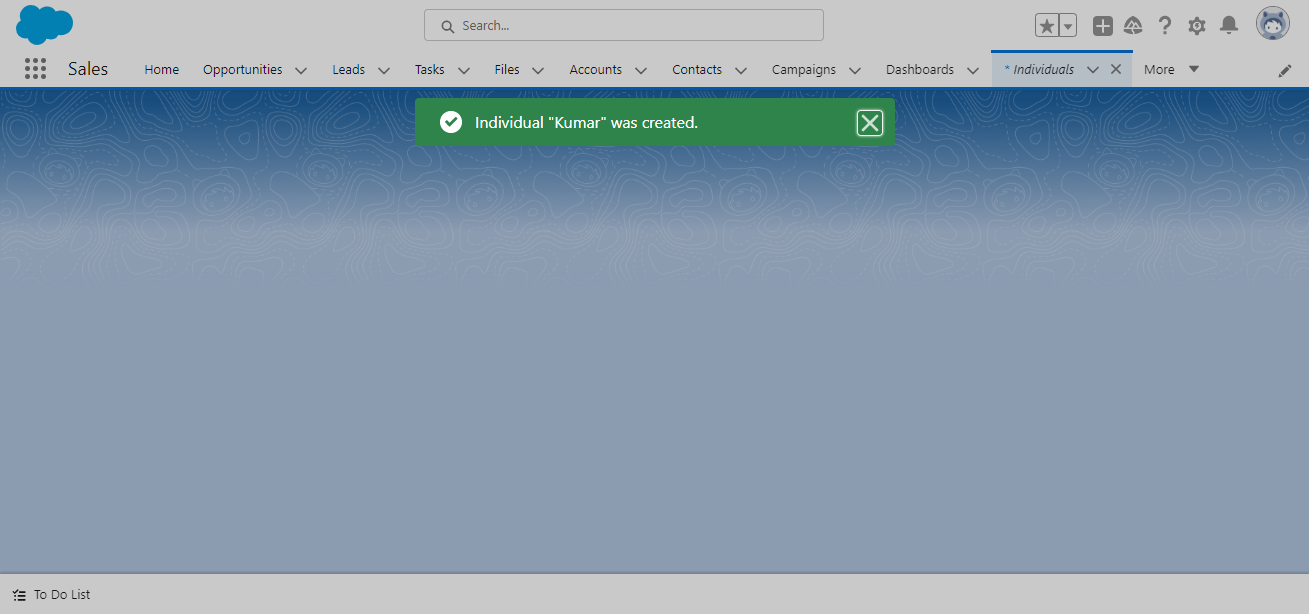 Search...
Sales
Home
Opportunities
Leads
Tasks
Files
Accounts
Contacts
Campaigns
Dashboards
* Individuals
More
Individual "Kumar" was created.
To Do List